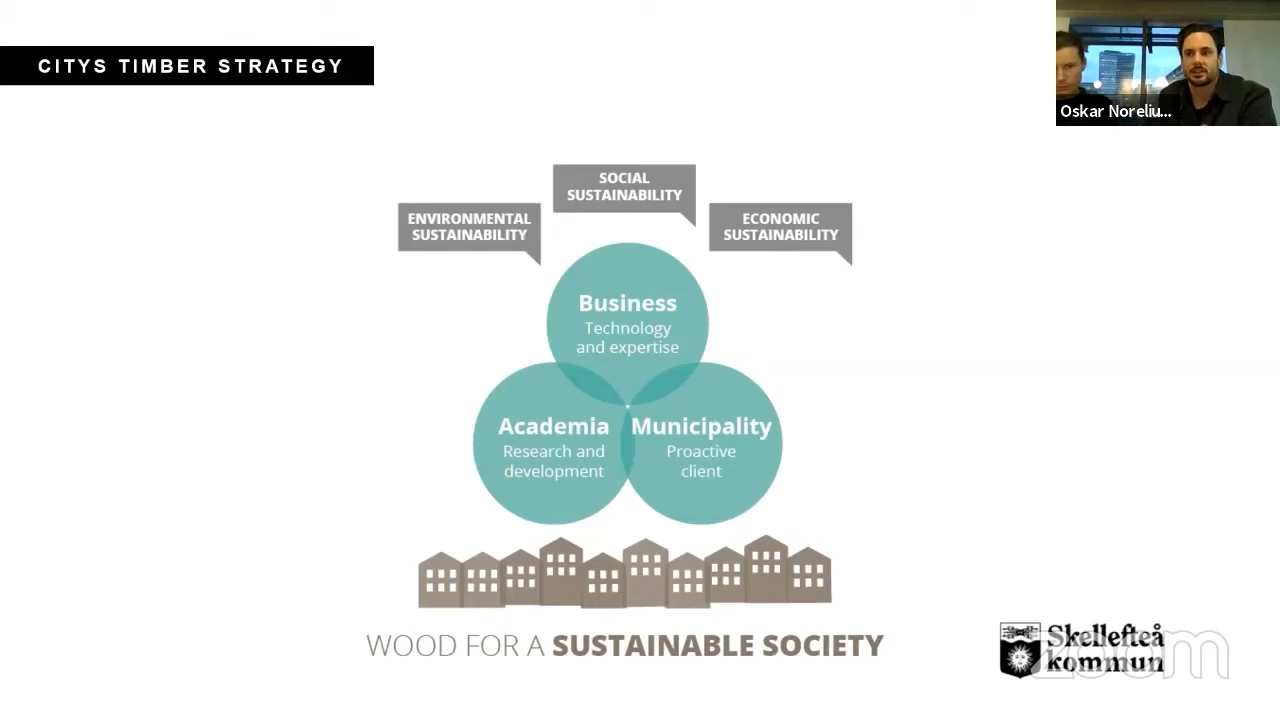 CITYS TIMBER STRATEGY
Oskar Noreliu...
SOCIAL
SUSTAINABILITY
ENVIRONMENTAL
SUSTAINABILITY
ECONOMIC
SUSTAINABILITY
Business
Technology
and expertise
Academia
Research and
development
Municipality
Proactive
client
WOOD FOR A SUSTAINABLE SOCIETY
Skellefteå
kommun
zoom